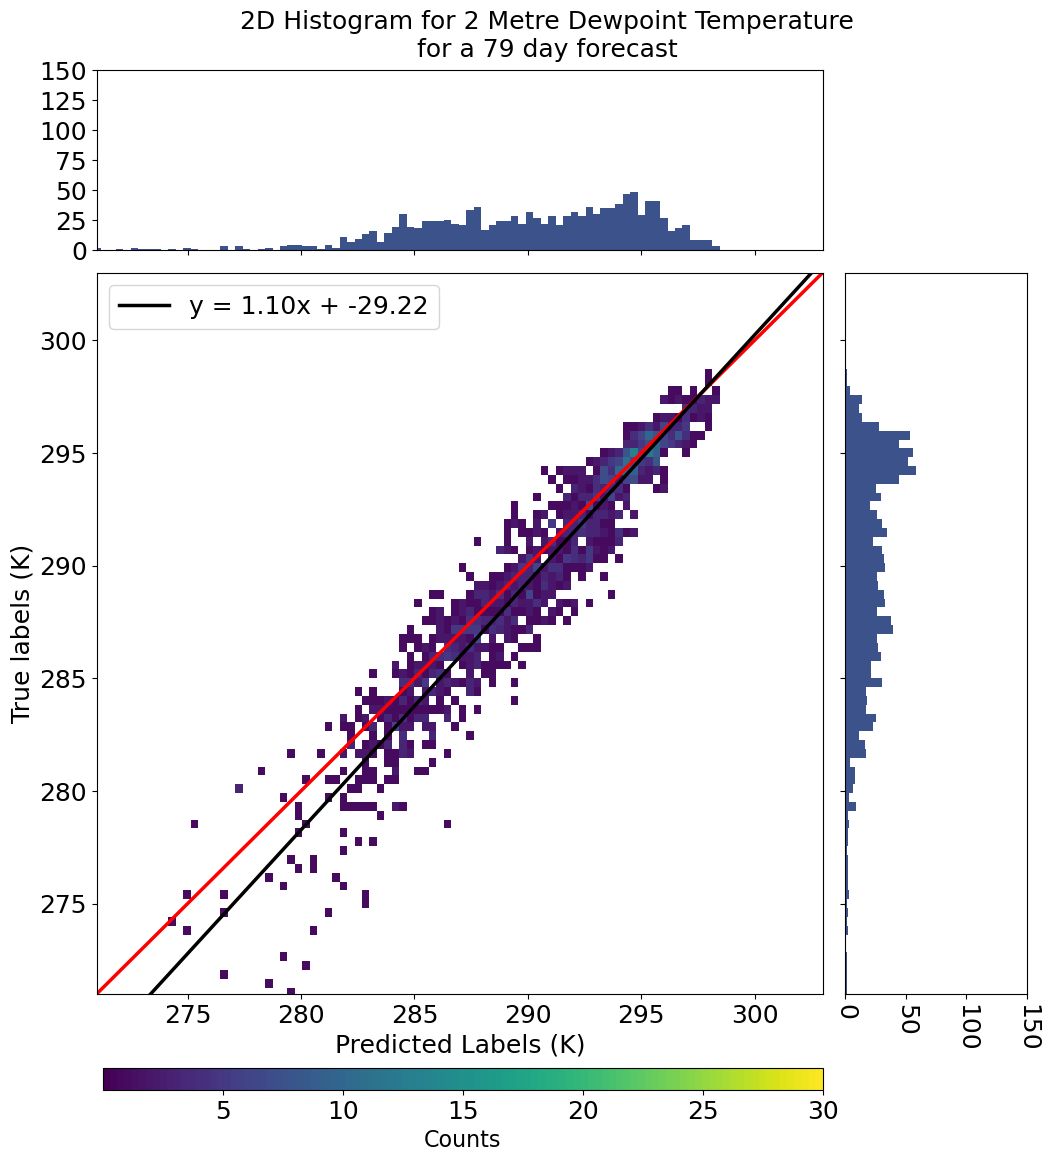 2D Histogram for 2 Metre Dewpoint Temperature
for a 79 day forecast
150
125
100
75
50
25
0
y = 1.10x + -29.22
300
295
290
285
280
275
True labels (K)
275 280 285 290 295 300
Predicted Labels (K)
0 50 100 150
5 10 15 20 25 30
Counts